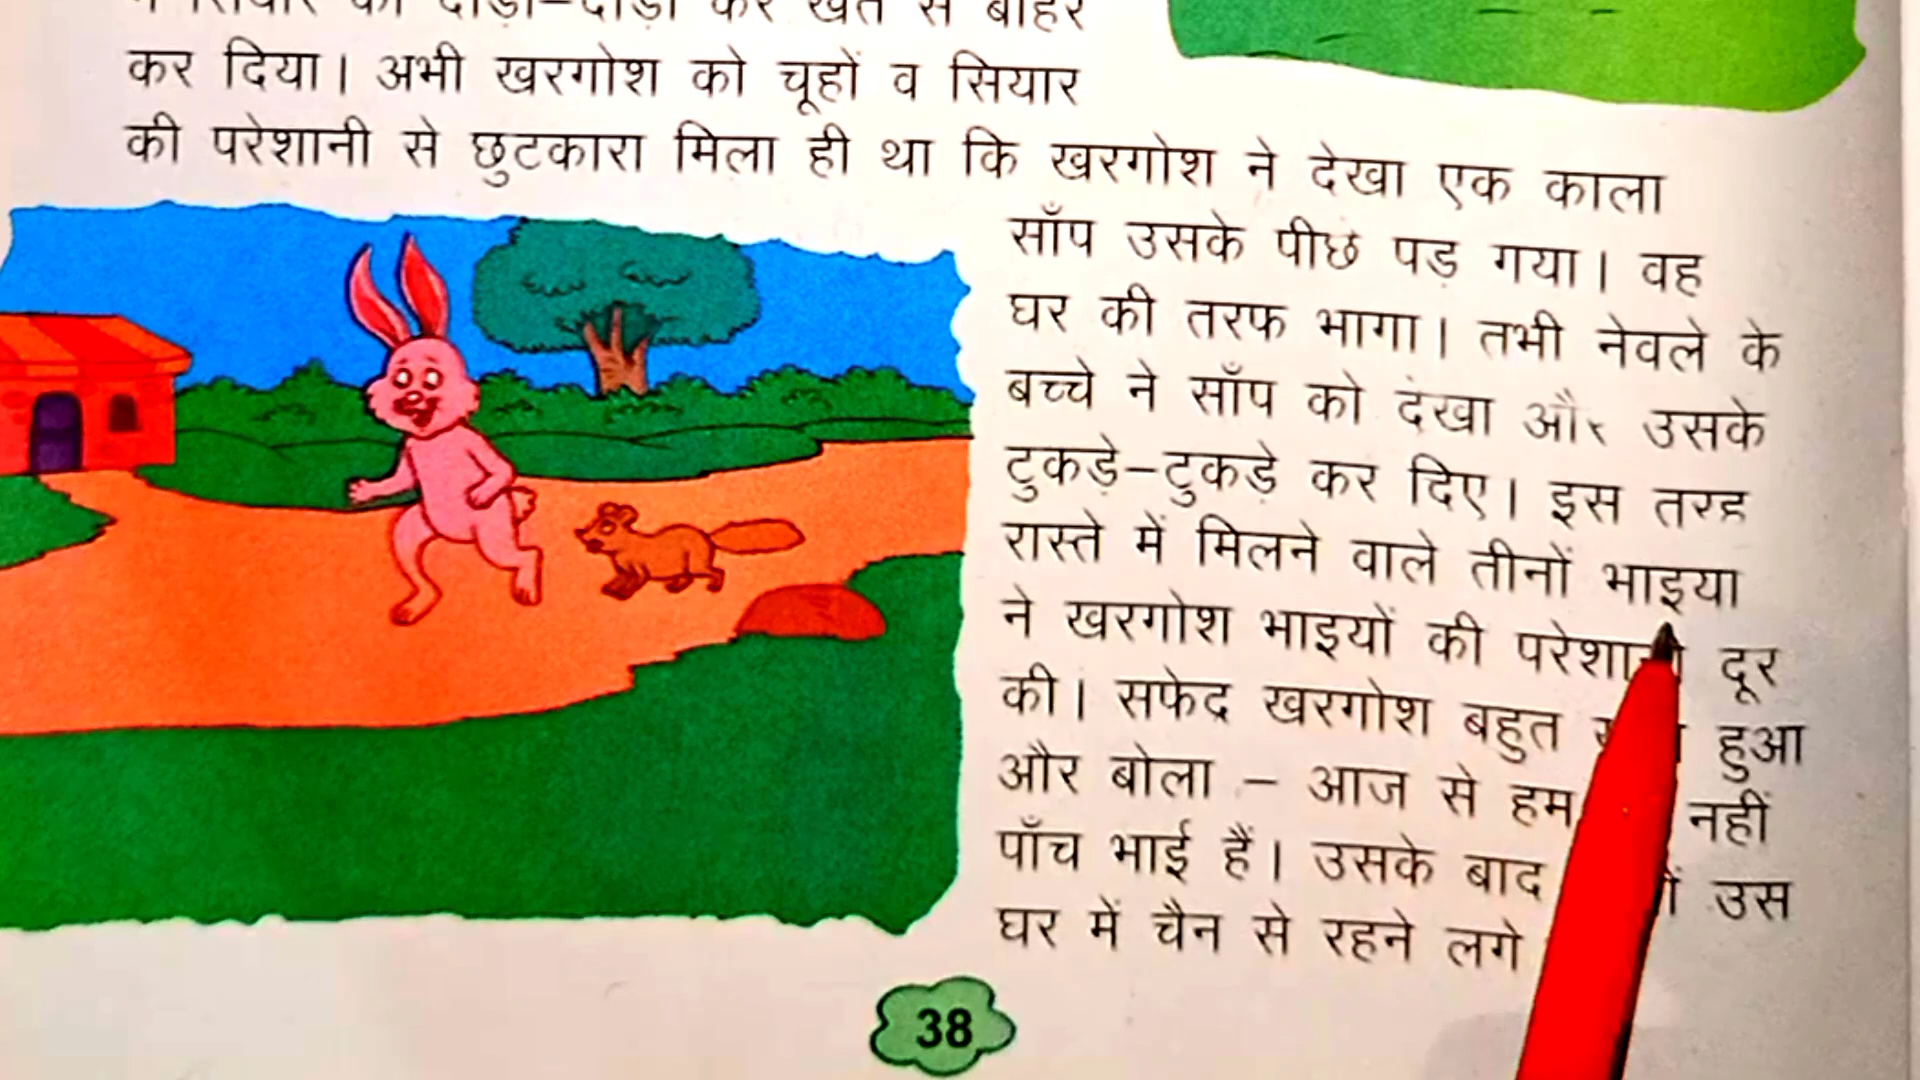 को दौड़ा-दौड़ा कर खेत से बाहर
कर दिया। अभी खरगोश को चूहों व सियार
की परेशानी से छुटकारा मिला ही था कि खरगोश ने देखा एक काला
साँप उसके पीछे पड़ गया। वह
घर की तरफ भागा। तभी नेवले के
बच्चे ने साँप को देखा और उसके
टुकड़े-टुकड़े कर दिए। इस तरह
रास्ते में मिलने वाले तीनों भाइया
ने खरगोश भाइयों की परेशानी दूर
की। सफेद खरगोश बहुत हुआ
और बोला – आज से हम नहीं
पाँच भाई हैं। उसके बाद उस
घर में चैन से रहने लगे
38